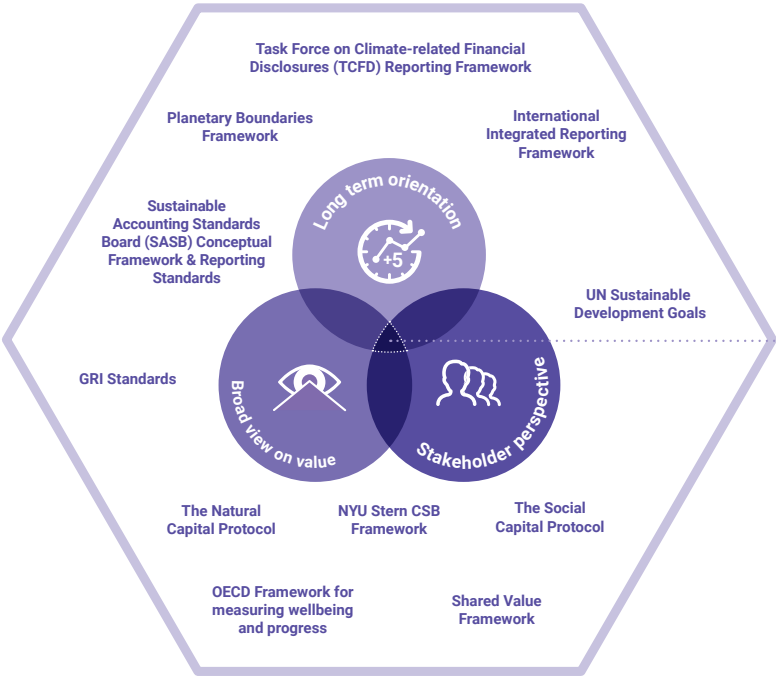 Task Force on Climate-related Financial
Disclosures (TCFD) Reporting Framework
Planetary Boundaries
Framework
International
Integrated Reporting
Framework
Long term orientation
+5
Sustainable
Accounting Standards
Board (SASB) Conceptual
Framework & Reporting
Standards
UN Sustainable
Development Goals
GRI Standards
Broad view on value
Stakeholder perspective
The Natural
Capital Protocol
NYU Stern CSB
Framework
The Social
Capital Protocol
OECD Framework for
measuring wellbeing
and progress
Shared Value
Framework